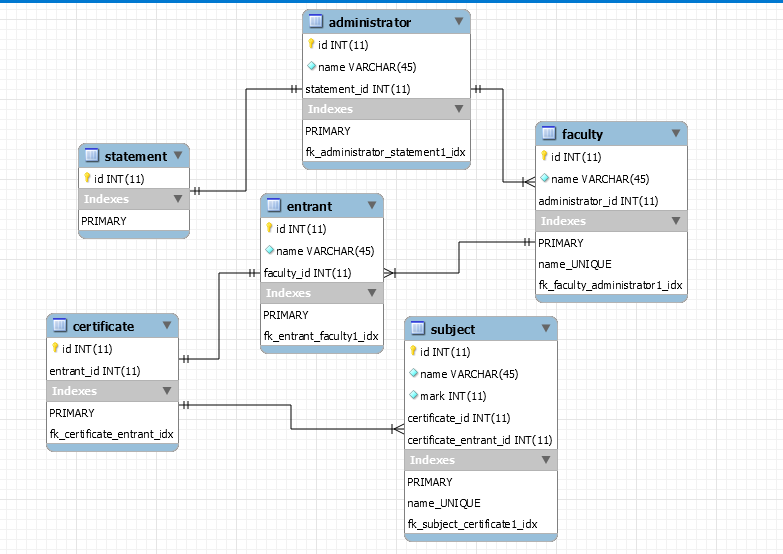 administrator
id INT(11)
name VARCHAR(45)
statement_id INT(11)
Indexes
PRIMARY
fk_administrator_statement1_idx
faculty
id INT(11)
name VARCHAR(45)
administrator_id INT(11)
Indexes
PRIMARY
name_UNIQUE
fk_faculty_administrator1_idx
statement
id INT(11)
Indexes
PRIMARY
entrant
id INT(11)
name VARCHAR(45)
faculty_id INT(11)
Indexes
PRIMARY
fk_entrant_faculty1_idx
certificate
id INT(11)
entrant_id INT(11)
Indexes
PRIMARY
fk_certificate_entrant_idx
subject
id INT(11)
name VARCHAR(45)
mark INT(11)
certificate_id INT(11)
certificate_entrant_id INT(11)
Indexes
PRIMARY
name_UNIQUE
fk_subject_certificate1_idx